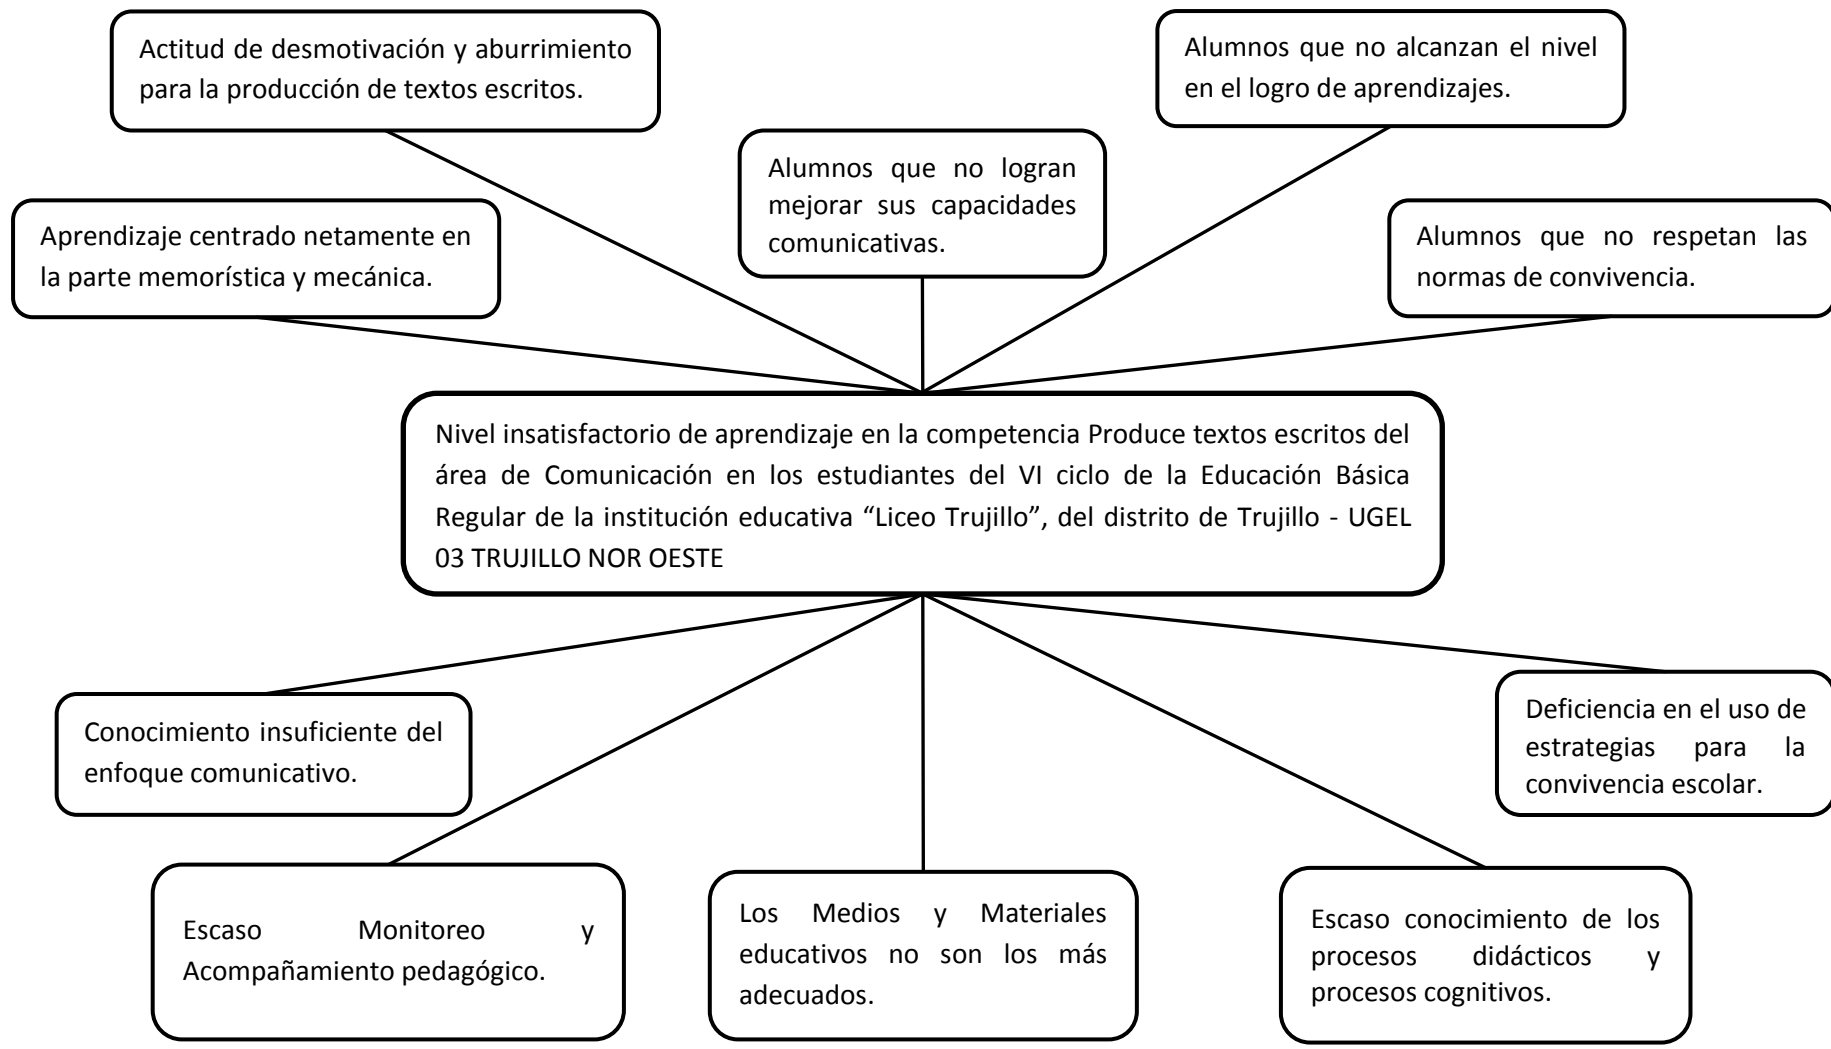 Actitud de desmotivación y aburrimiento
para la producción de textos escritos.
Alumnos que no alcanzan el nivel
en el logro de aprendizajes.
Alumnos que no logran
mejorar sus capacidades
comunicativas.
Aprendizaje centrado netamente en
la parte memorística y mecánica.
Alumnos que no respetan las
normas de convivencia.
Nivel insatisfactorio de aprendizaje en la competencia Produce textos escritos del
área de Comunicación en los estudiantes del VI ciclo de la Educación Básica
Regular de la institución educativa “Liceo Trujillo”, del distrito de Trujillo - UGEL
03 TRUJILLO NOR OESTE
Conocimiento insuficiente del
enfoque comunicativo.
Deficiencia en el uso de
estrategias para la
convivencia escolar.
Escaso Monitoreo y
Acompañamiento pedagógico.
Los Medios y Materiales
educativos no son los más
adecuados.
Escaso conocimiento de los
procesos didácticos y
procesos cognitivos.